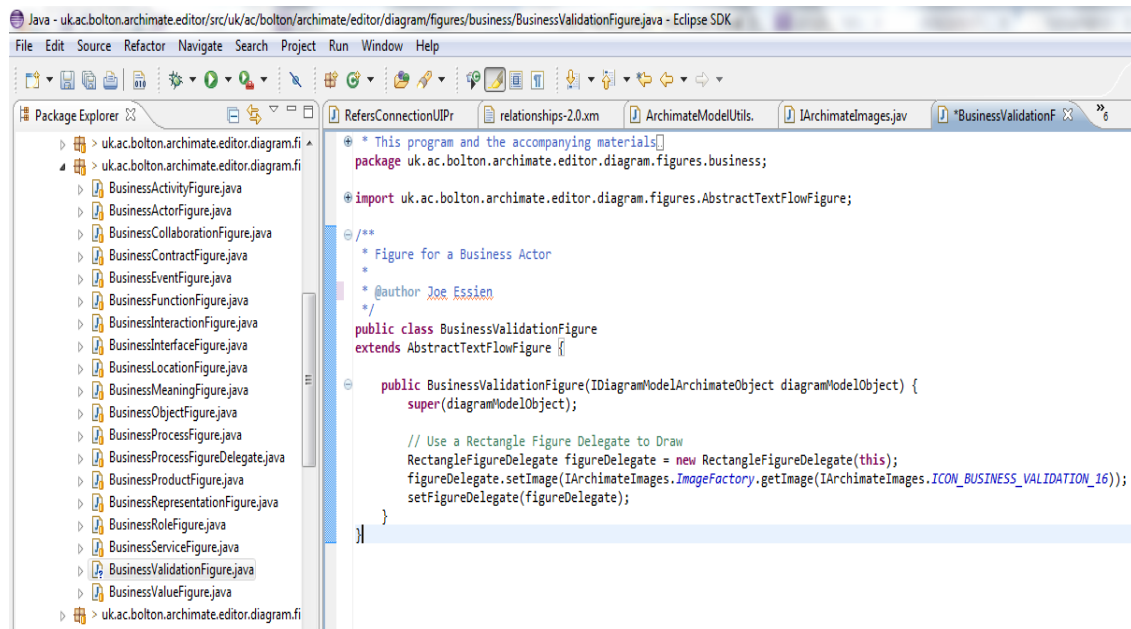 Java - uk.ac.bolton.archimate.editor/src/uk/ac/bolton/archimate/editor/diagram/figures/business/BusinessValidationFigure.java - Eclipse SDK
File Edit Source Refactor Navigate Search Project Run Window Help
Package Explorer
> uk.ac.bolton.archimate.editor.diagram.fi
> uk.ac.bolton.archimate.editor.diagram.fi
BusinessActivityFigure.java
BusinessActorFigure.java
BusinessCollaborationFigure.java
BusinessContractFigure.java
BusinessEventFigure.java
BusinessFunctionFigure.java
BusinessInteractionFigure.java
BusinessInterfaceFigure.java
BusinessLocationFigure.java
BusinessMeaningFigure.java
BusinessObjectFigure.java
BusinessProcessFigure.java
BusinessProcessFigureDelegate.java
BusinessProductFigure.java
BusinessRepresentationFigure.java
BusinessRoleFigure.java
BusinessServiceFigure.java
BusinessValidationFigure.java
BusinessValueFigure.java
> uk.ac.bolton.archimate.editor.diagram.fi
RefersConnectionUIPr relationships-2.0.xm ArchimateModelUtils. IArchimateImages.jav *BusinessValidationF »6
* This program and the accompanying materials
package uk.ac.bolton.archimate.editor.diagram.figures.business;
import uk.ac.bolton.archimate.editor.diagram.figures.AbstractTextFlowFigure;
/**
* Figure for a Business Actor
*
* @author Joe Essien
*/
public class BusinessValidationFigure
extends AbstractTextFlowFigure {
public BusinessValidationFigure(IDiagramModelArchimateObject diagramModelObject) {
super(diagramModelObject);
// Use a Rectangle Figure Delegate to Draw
RectangleFigureDelegate figureDelegate = new RectangleFigureDelegate(this);
figureDelegate.setImage(IArchimateImages.ImageFactory.getImage(IArchimateImages.ICON_BUSINESS_VALIDATION_16));
setFigureDelegate(figureDelegate);
}
}